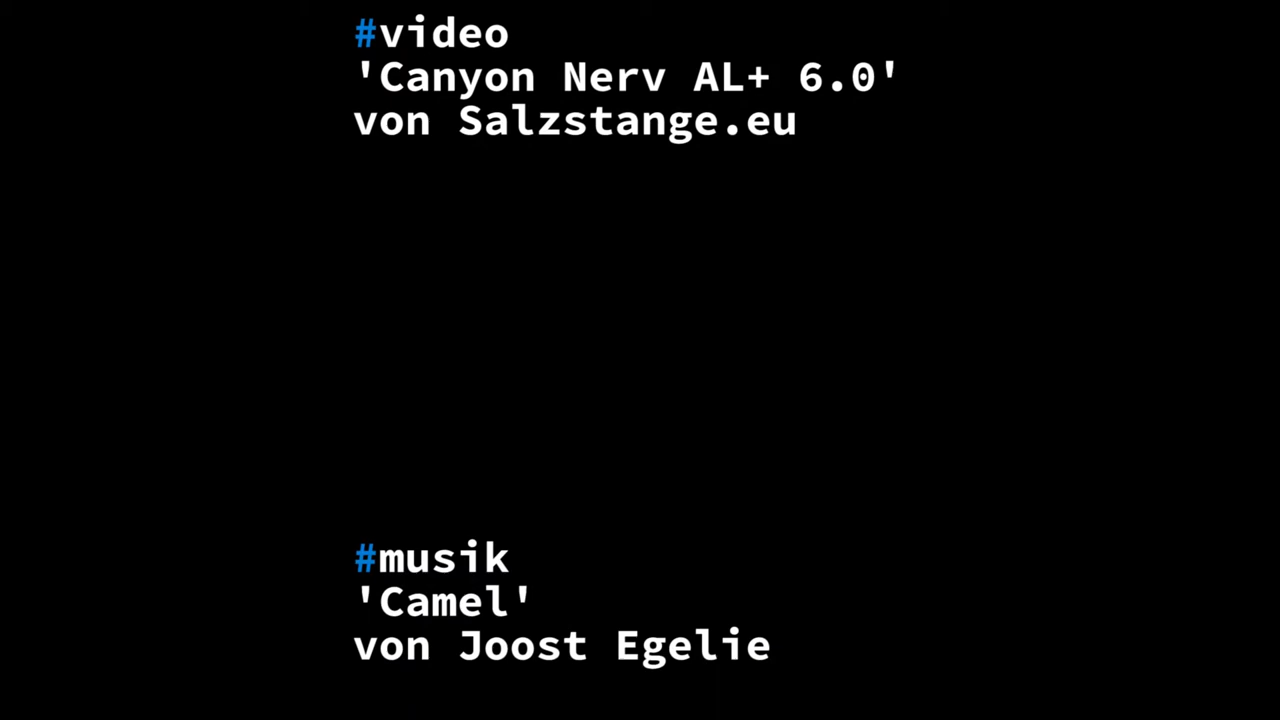 #video
'Canyon Nerv AL+ 6.0'
von Salzstange.eu
#musik
'Camel'
von Joost Egelie